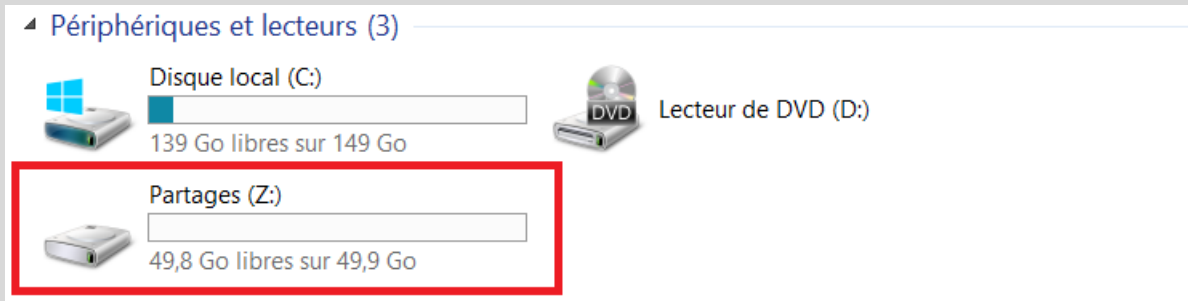 Périphériques et lecteurs (3)
Disque local (C:)
139 Go libres sur 149 Go
DVD
Lecteur de DVD (D:)
Partages (Z:)
49,8 Go libres sur 49,9 Go